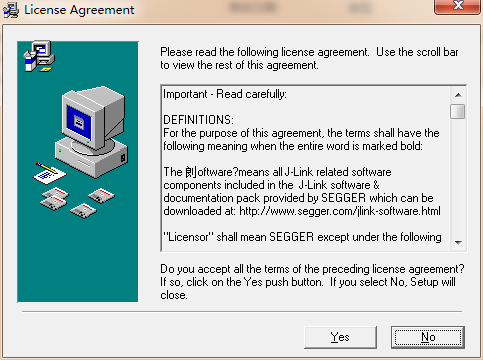 License Agreement
Please read the following license agreement. Use the scroll bar
to view the rest of this agreement.
Important - Read carefully:
DEFINITIONS:
For the purpose of this agreement, the terms shall have the
following meaning when the entire word is marked bold:
The 剆oftware?means all J-Link related software
components included in the J-Link software &
documentation pack provided by SEGGER which can be
downloaded at: http://www.segger.com/jlink-software.html
"Licensor" shall mean SEGGER except under the following
Do you accept all the terms of the preceding license agreement?
If so, click on the Yes push button. If you select No, Setup will
close.
Yes
No